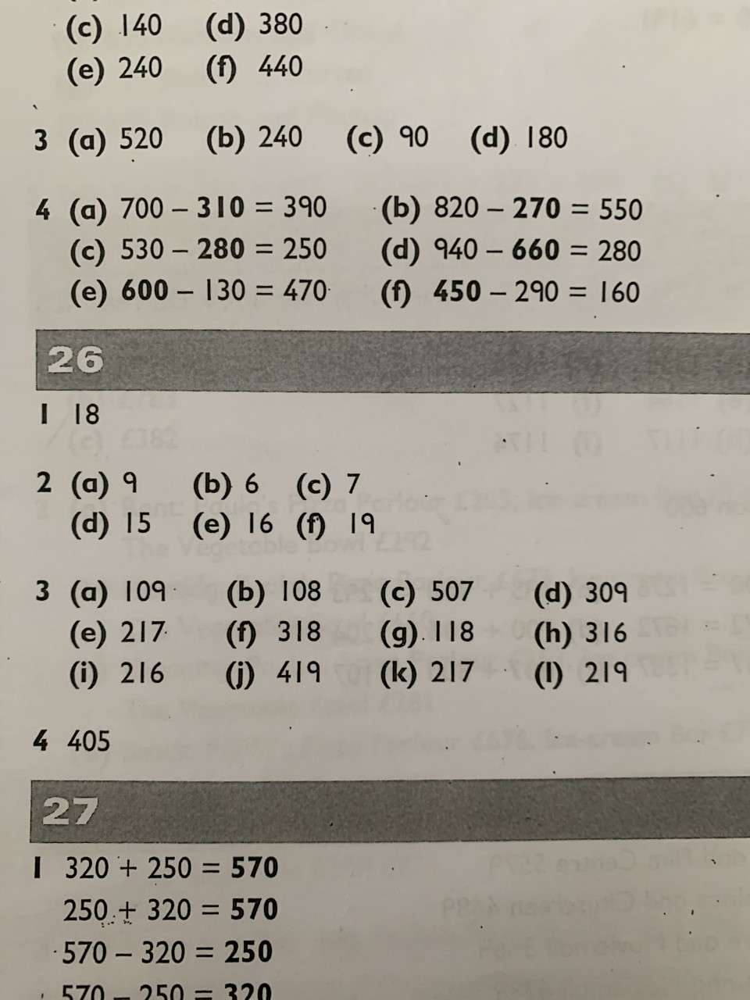 (c) 140 (d) 380
(e) 240 (f) 440
3 (a) 520 (b) 240 (c) 90 (d) 180
4 (a) 700 – 310 = 390 (b) 820 – 270 = 550
(c) 530 – 280 = 250 (d) 940 – 660 = 280
(e) 600 – 130 = 470 (f) 450 – 290 = 160
26
1 18
2 (a) 9 (b) 6 (c) 7
(d) 15 (e) 16 (f) 19
3 (a) 109 (b) 108 (c) 507 (d) 309
(e) 217 (f) 318 (g) 118 (h) 316
(i) 216 (j) 419 (k) 217 (l) 219
4 405
27
1 320 + 250 = 570
250 + 320 = 570
570 – 320 = 250
570 – 250 = 320